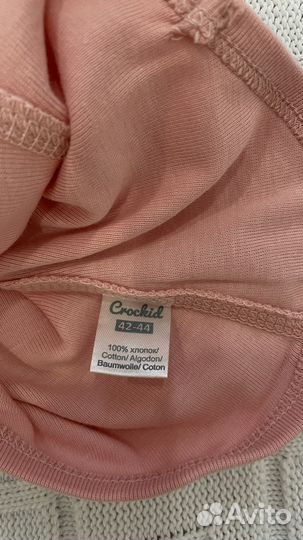 Crockid
42-44
100% хлопок/
Cotton/ Algodon/
Baumwolle/ Coton
Avito